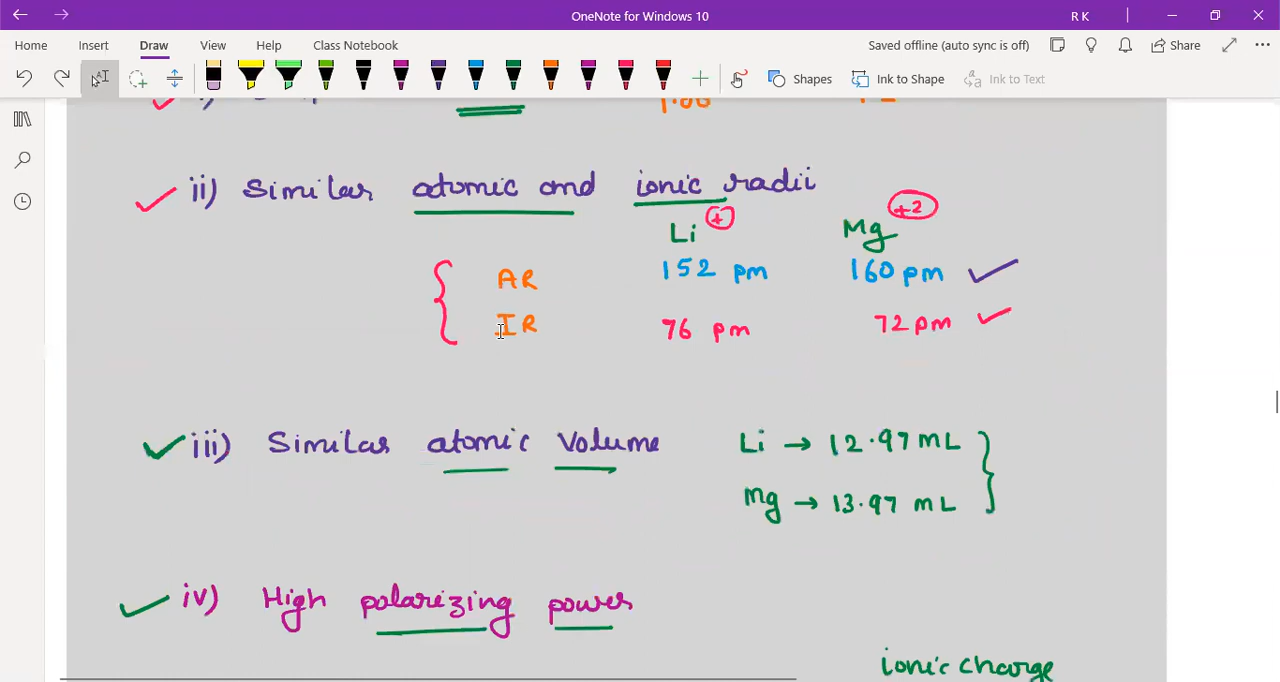 OneNote for Windows 10
R K
Home Insert Draw View Help Class Notebook
Saved offline (auto sync is off)
Share
Shapes
Ink to Shape
Ink to Text
ii) Similar atomic and ionic radii
Li + Mg +2
AR 152 pm 160 pm
IR 76 pm 72 pm
iii) Similar atomic Volume
Li → 12.97 mL
Mg → 13.97 mL
iv) High polarizing power
ionic charge